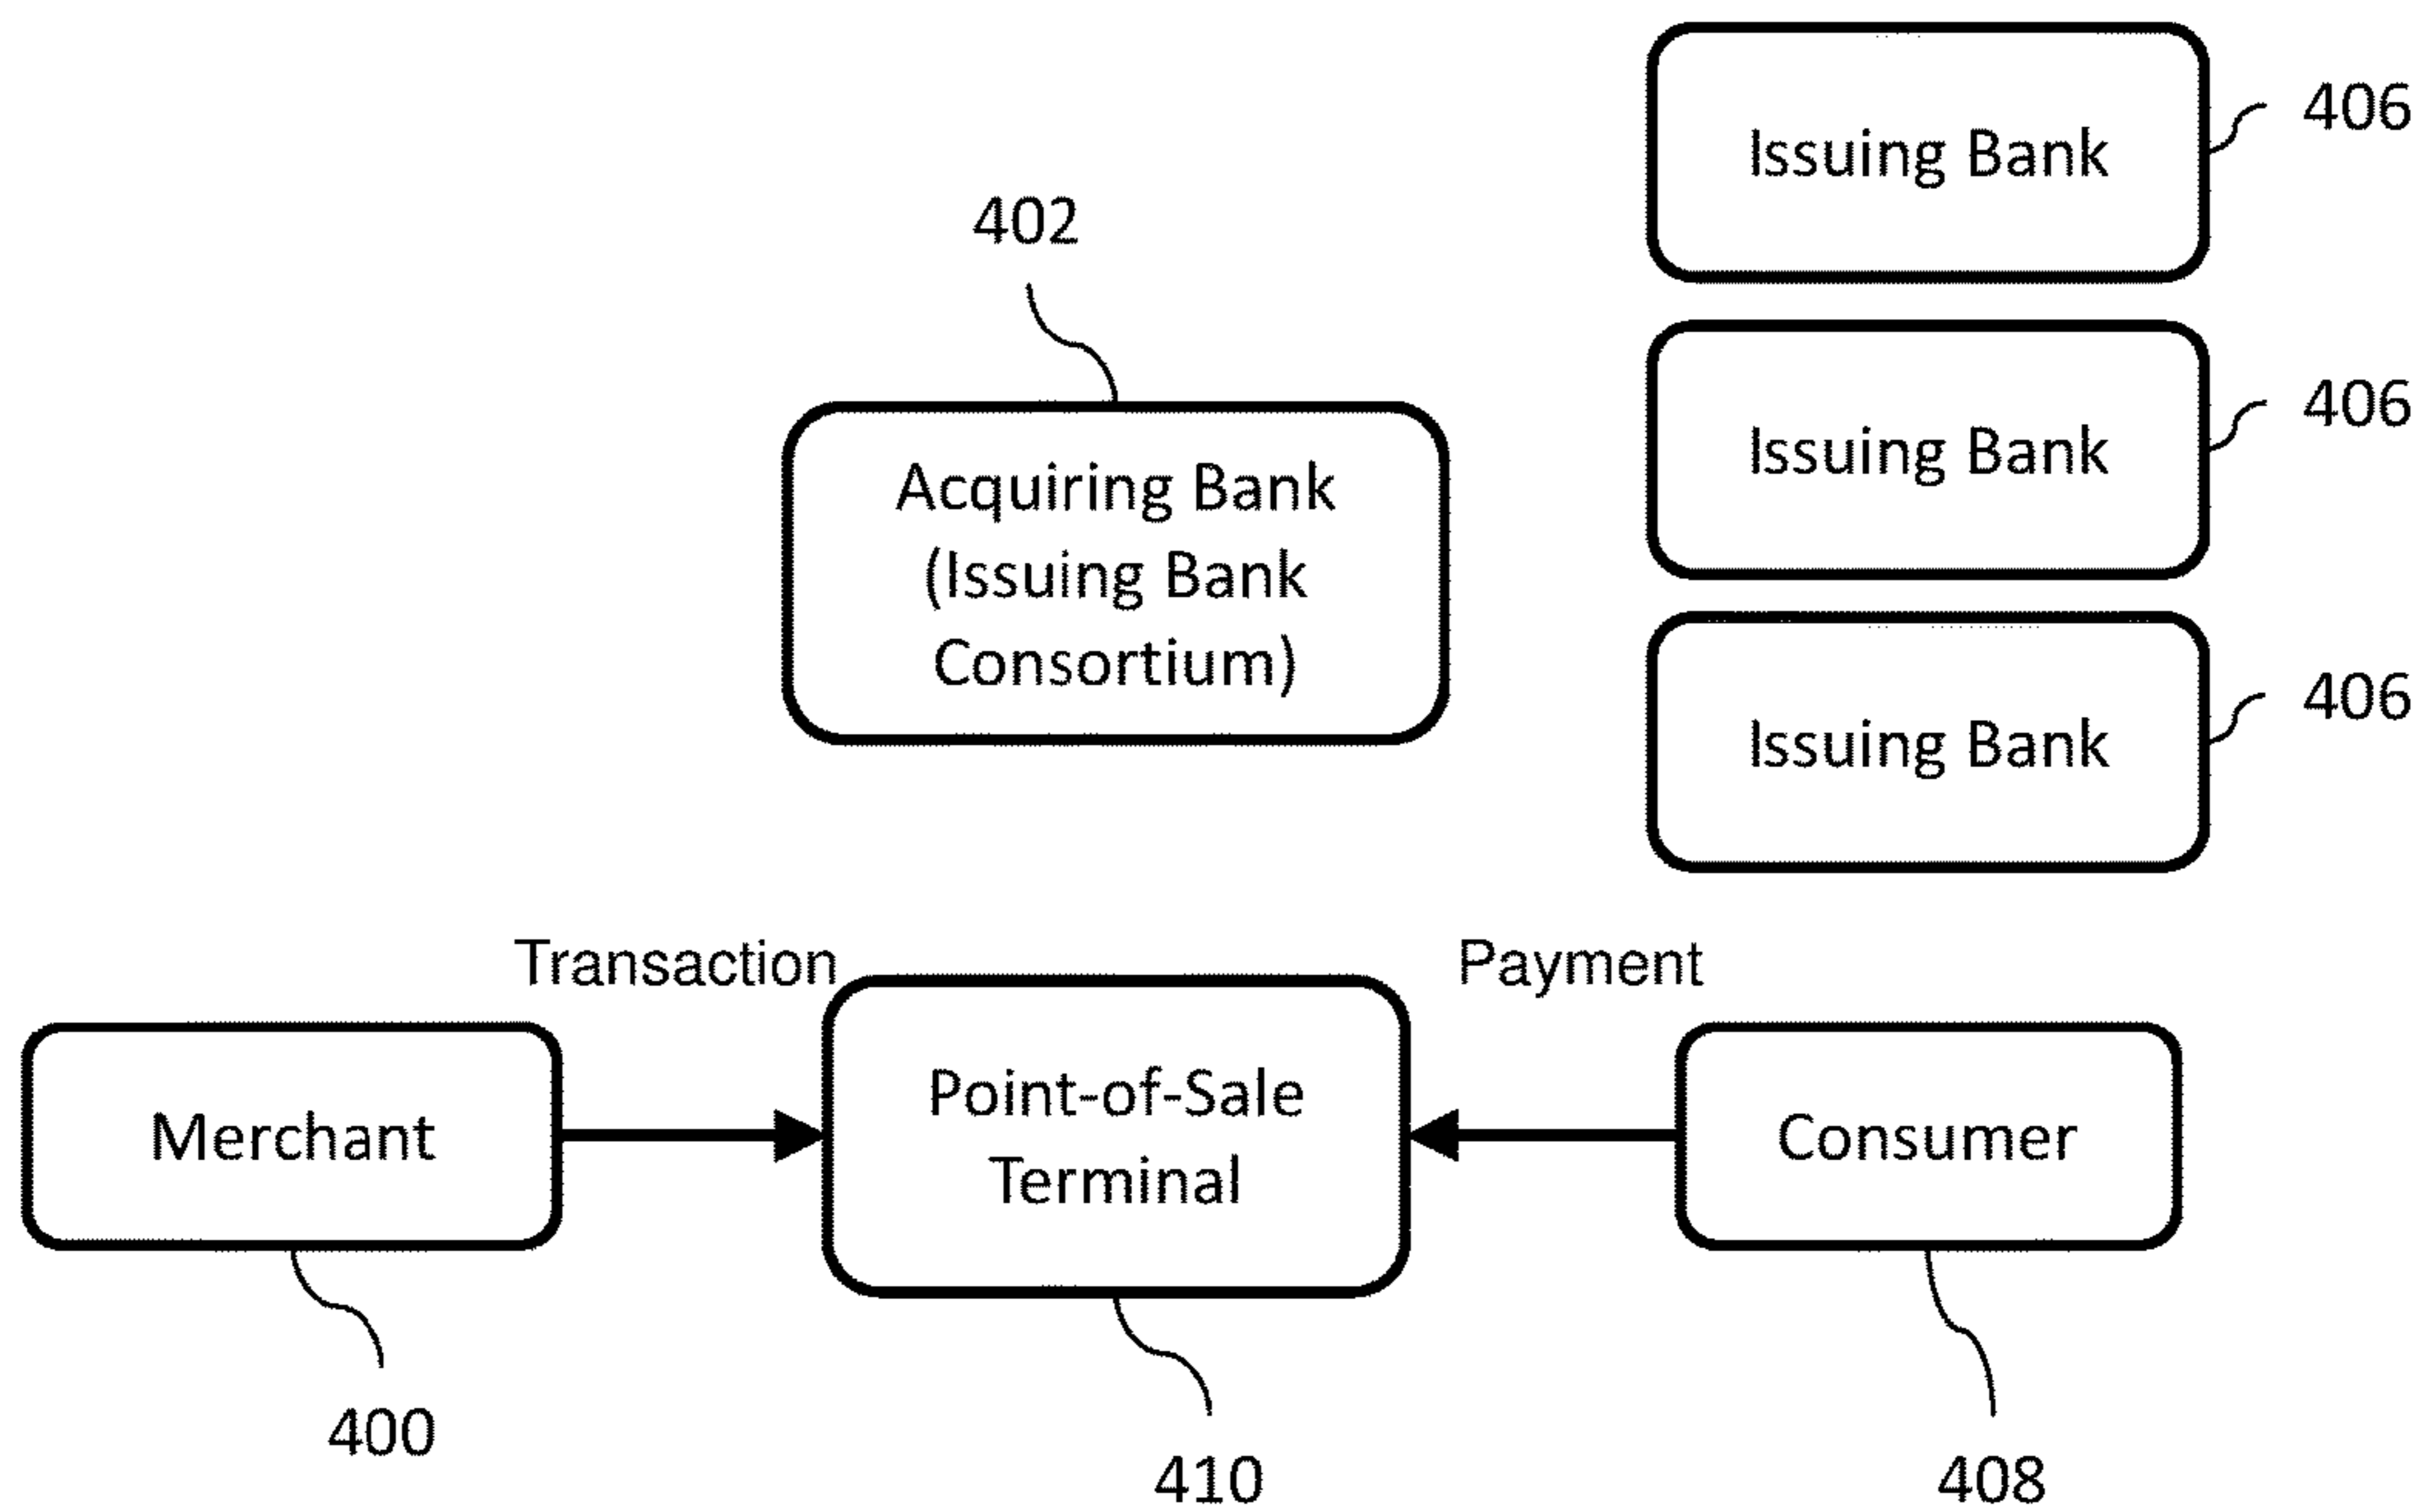 Issuing Bank
406
402
Issuing Bank
406
Acquiring Bank
(Issuing Bank
Consortium)
Issuing Bank
406
Transaction
Payment
Merchant
Point-of-Sale
Terminal
Consumer
400
410
408